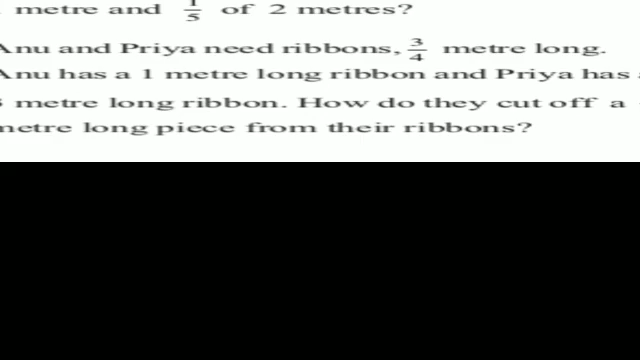 metre and 1/5 of 2 metres?
Anu and Priya need ribbons, 3/4 metre long.
Anu has a 1 metre long ribbon and Priya has a
metre long ribbon. How do they cut off a
metre long piece from their ribbons?